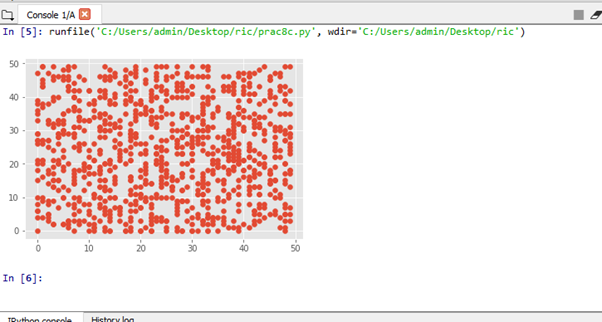 Console 1/A
In [5]: runfile('C:/Users/admin/Desktop/ric/prac8c.py', wdir='C:/Users/admin/Desktop/ric')
50
40
30
20
10
0
0 10 20 30 40 50
In [6]:
IPython console History log